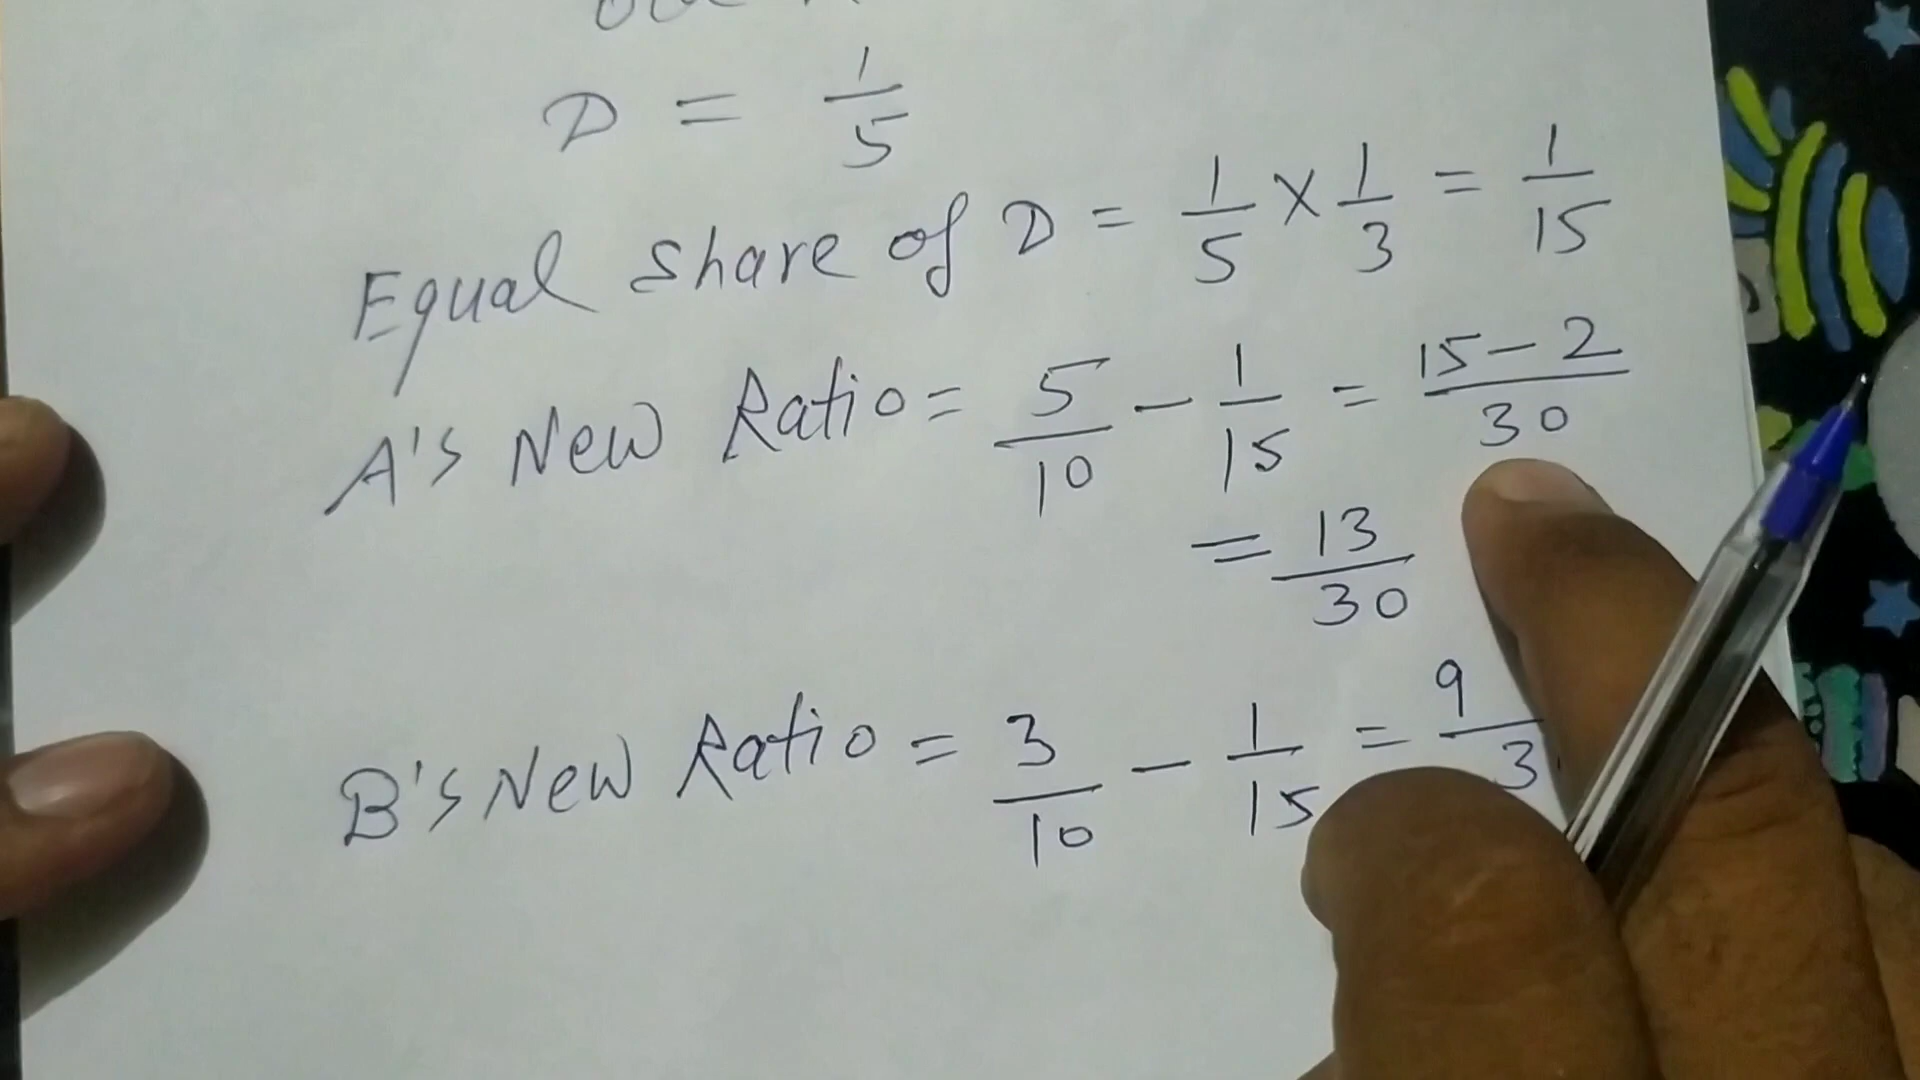 D = 1/5
Equal share of D = 1/5 × 1/3 = 1/15
A's New Ratio = 5/10 - 1/15 = 15-2/30
= 13/30
B's New Ratio = 3/10 - 1/15 = 9/3